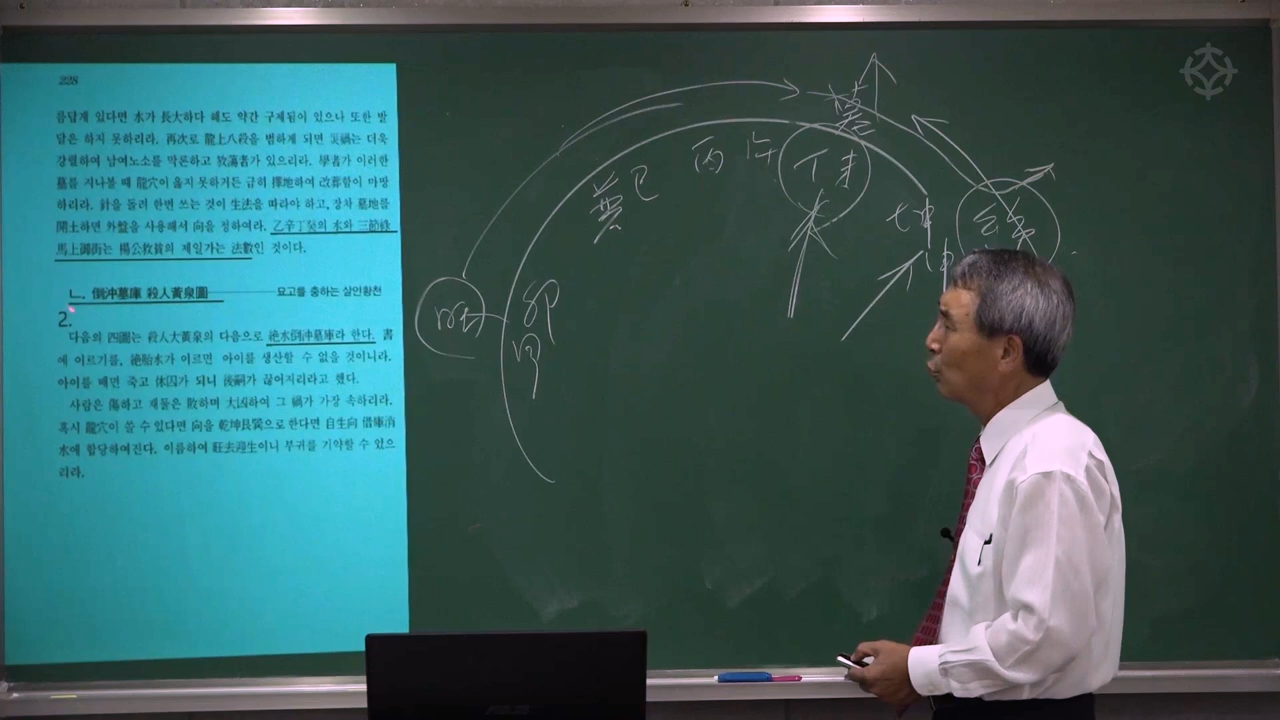 228
름답게 있다면 水가 長大하다 해도 약간 구제됨이 있으나 또한 발
달은 하지 못하리라. 再次로 龍上八殺을 범하게 되면 災禍는 더욱
강렬하여 남여노소를 막론하고 敗蕩者가 있으리라. 學者가 이러한
墓를 지나볼 때 龍穴이 옳지 못하거든 급히 擇地하여 改葬함이 마땅
하리라. 針을 돌려 한번 쓰는 것이 生法을 따라야 하고, 장차 墓地를
開土하면 外盤을 사용해서 向을 정하여라. 乙辛丁癸의 水와 三節祿
馬上御街는 楊公救貧의 제일가는 法數인 것이다.
ㄴ. 倒沖墓庫 殺人黃泉圖 묘고를 충하는 살인황천
2.
다음의 四圖는 殺人大黃泉의 다음으로 絶水倒沖墓庫라 한다. 書
에 이르기를, 絶胎水가 이르면 아이를 생산할 수 없을 것이니라.
아이를 배면 죽고 休囚가 되니 後嗣가 끊어지리라고 했다.
사람은 傷하고 재물은 敗하며 大凶하여 그 禍가 가장 속하리라.
혹시 龍穴이 쓸 수 있다면 向을 乾坤艮巽으로 한다면 自生向 借庫消
水에 합당하여진다. 이름하여 旺去迎生이니 부귀를 기약할 수 있으
리라.
墓
丙 午
丁 未
巽 巳
坤
申
卯
甲